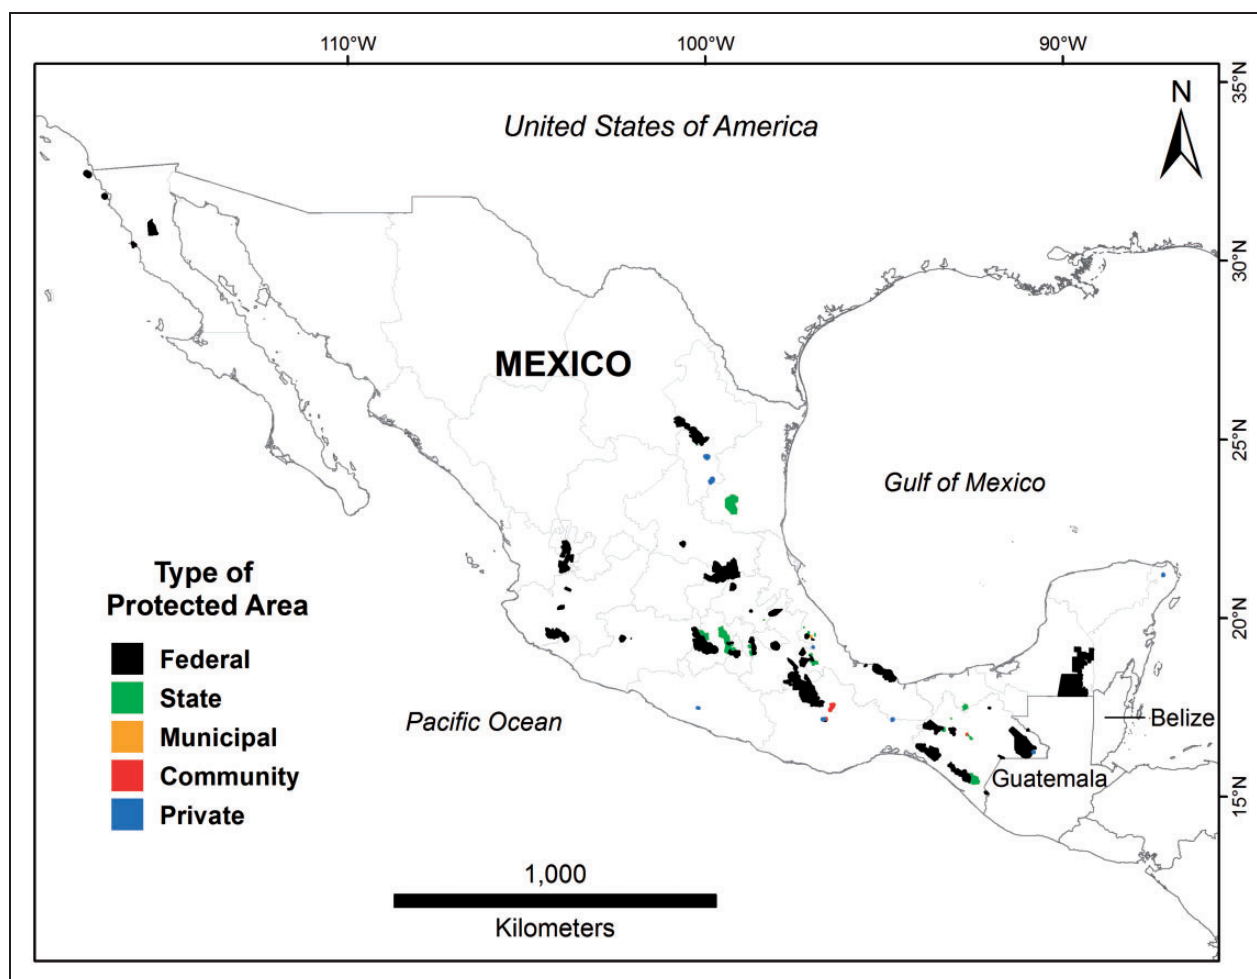 110°W
100°W
90°W
N
35°N
United States of America
30°N
MEXICO
25°N
Gulf of Mexico
Type of
Protected Area
Federal
State
Municipal
Community
Private
20°N
Pacific Ocean
Belize
Guatemala
15°N
1,000
Kilometers